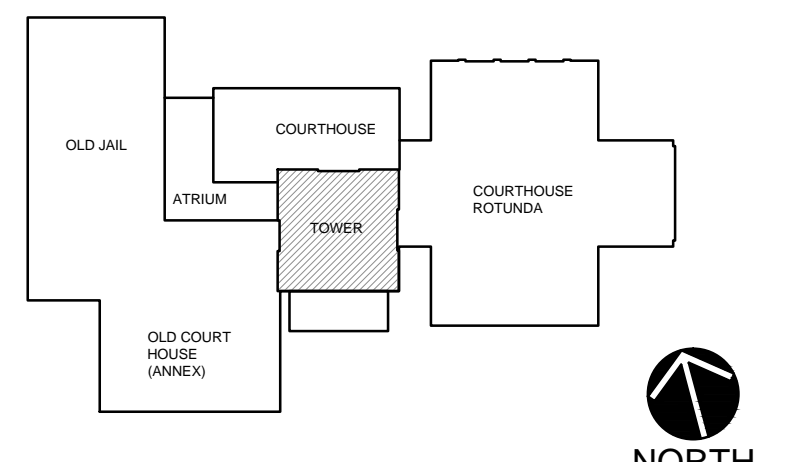 OLD JAIL
COURTHOUSE
ATRIUM
TOWER
COURTHOUSE
ROTUNDA
OLD COURT
HOUSE
(ANNEX)
NORTH